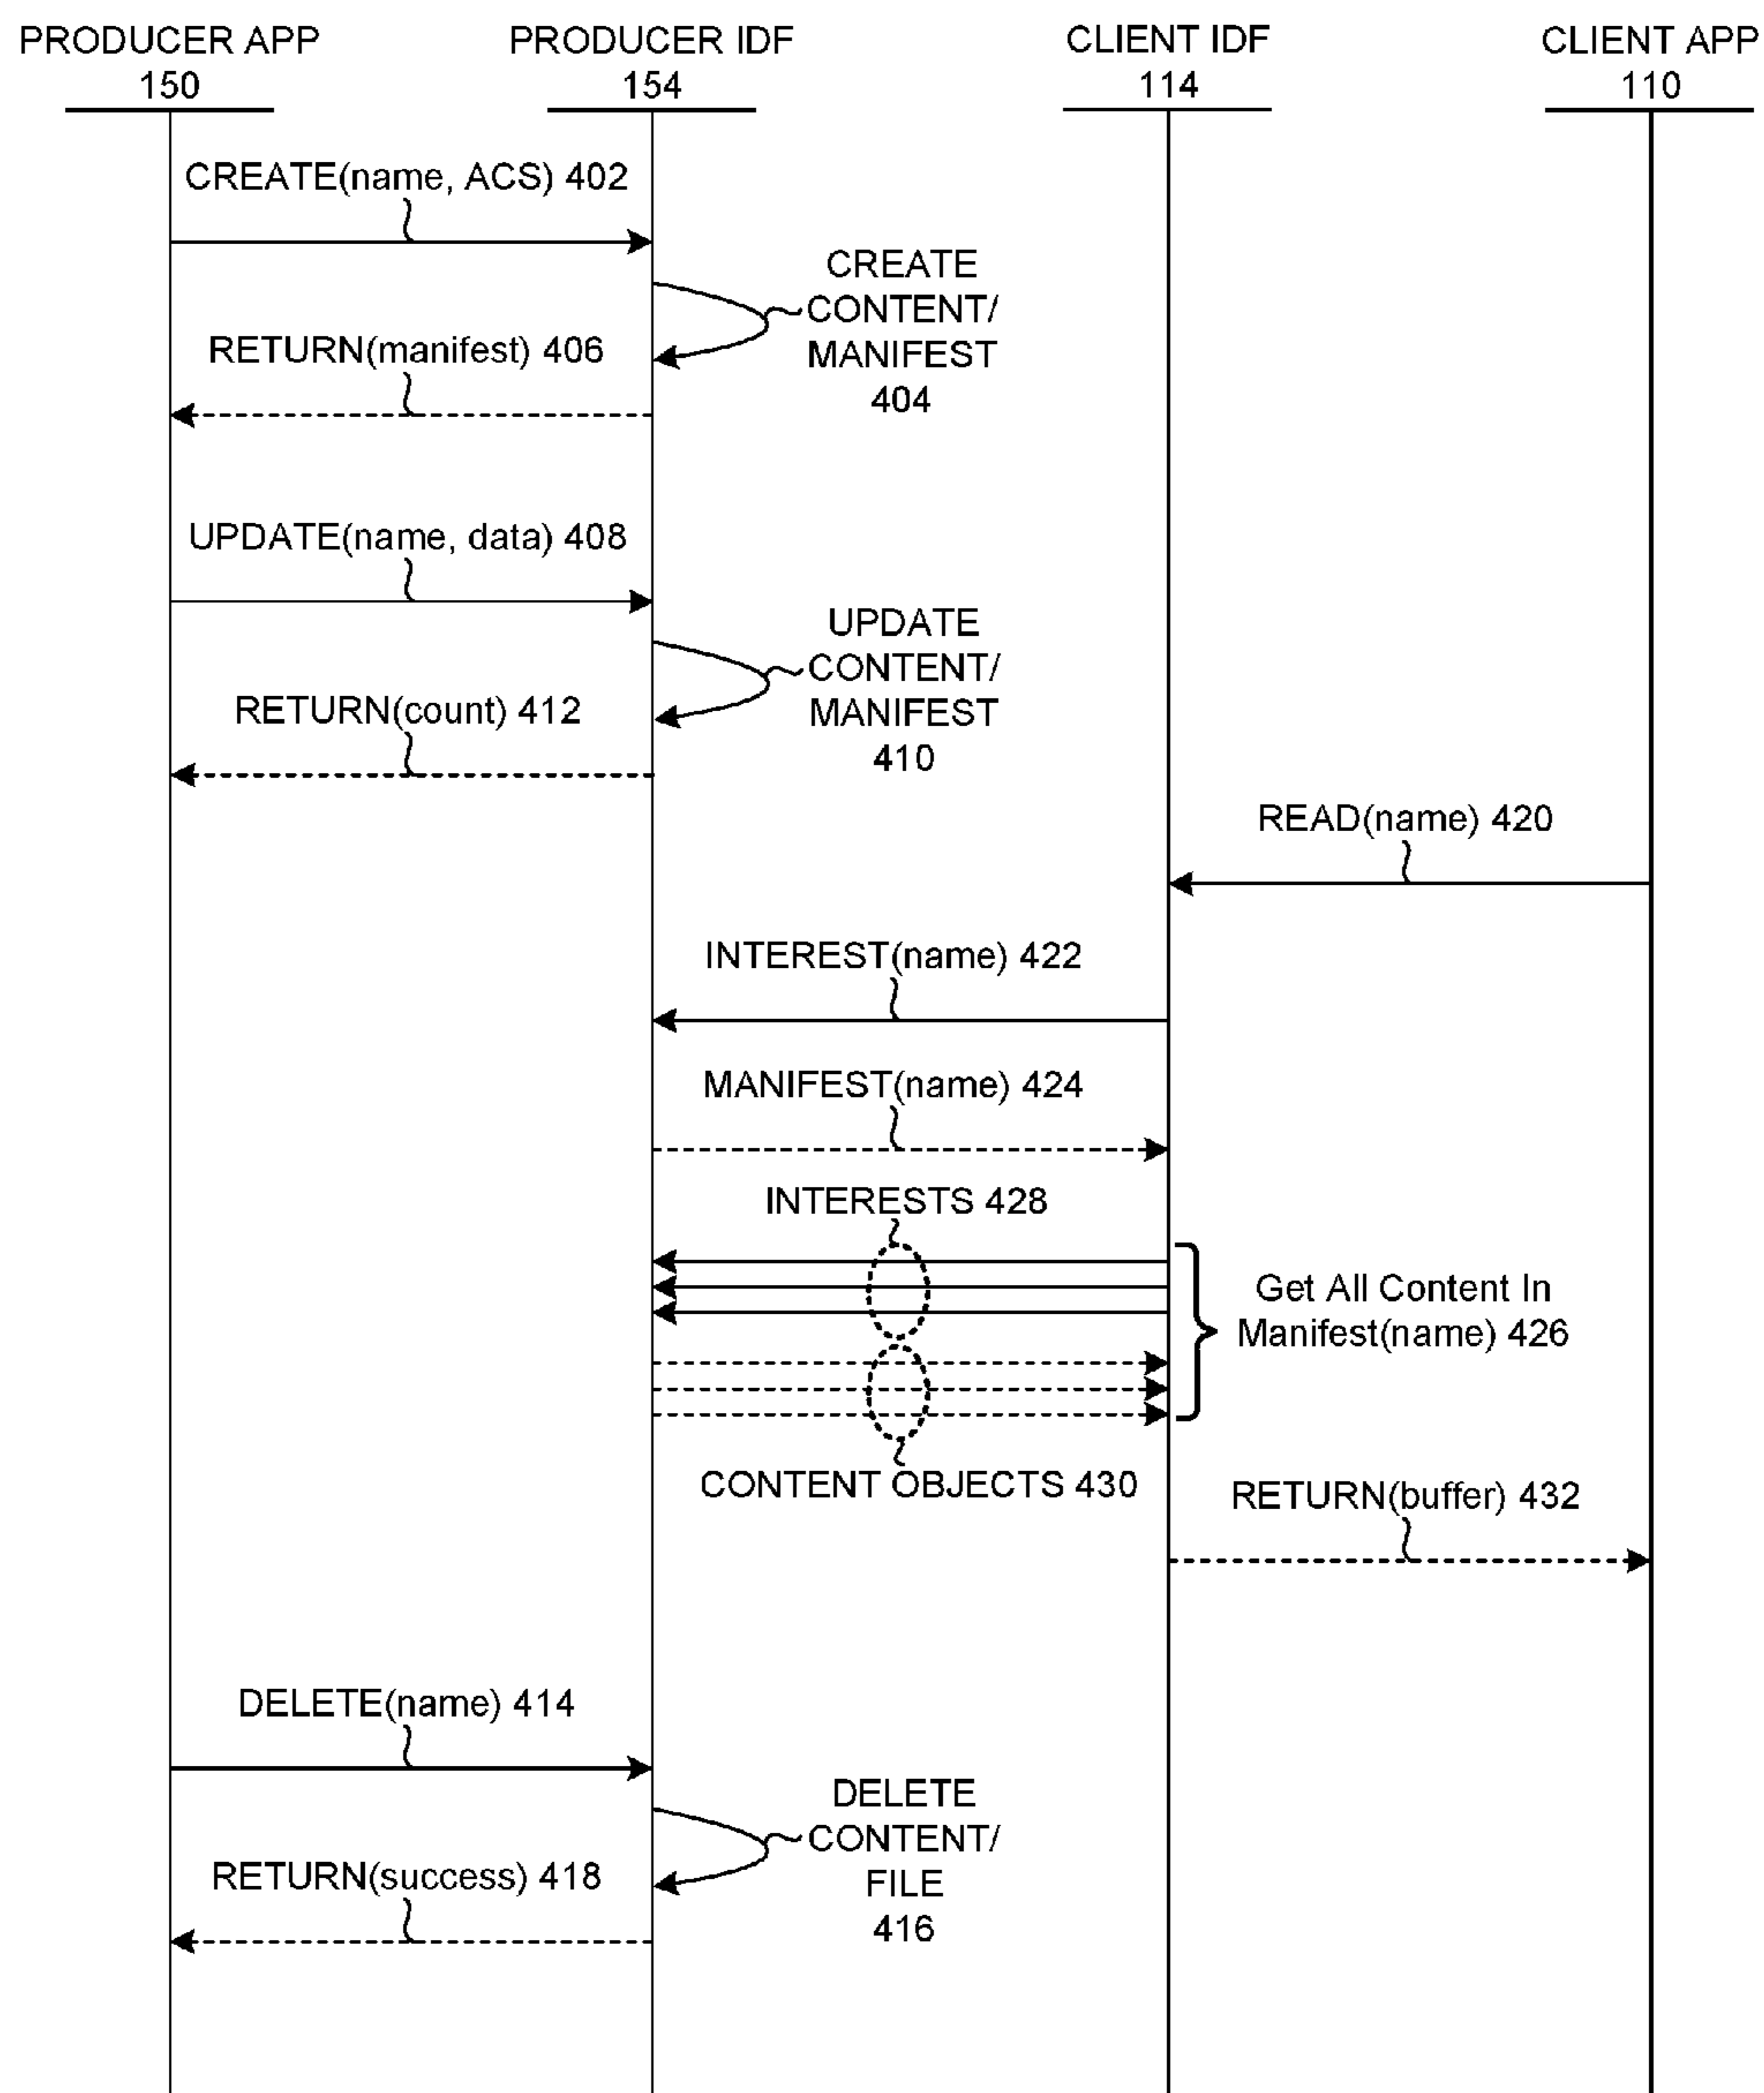 PRODUCER APP
150
PRODUCER IDF
154
CLIENT IDF
114
CLIENT APP
110
CREATE(name, ACS) 402
CREATE
CONTENT/
MANIFEST
404
RETURN(manifest) 406
UPDATE(name, data) 408
UPDATE
CONTENT/
MANIFEST
410
RETURN(count) 412
READ(name) 420
INTEREST(name) 422
MANIFEST(name) 424
INTERESTS 428
Get All Content In
Manifest(name) 426
CONTENT OBJECTS 430
RETURN(buffer) 432
DELETE(name) 414
DELETE
CONTENT/
FILE
416
RETURN(success) 418